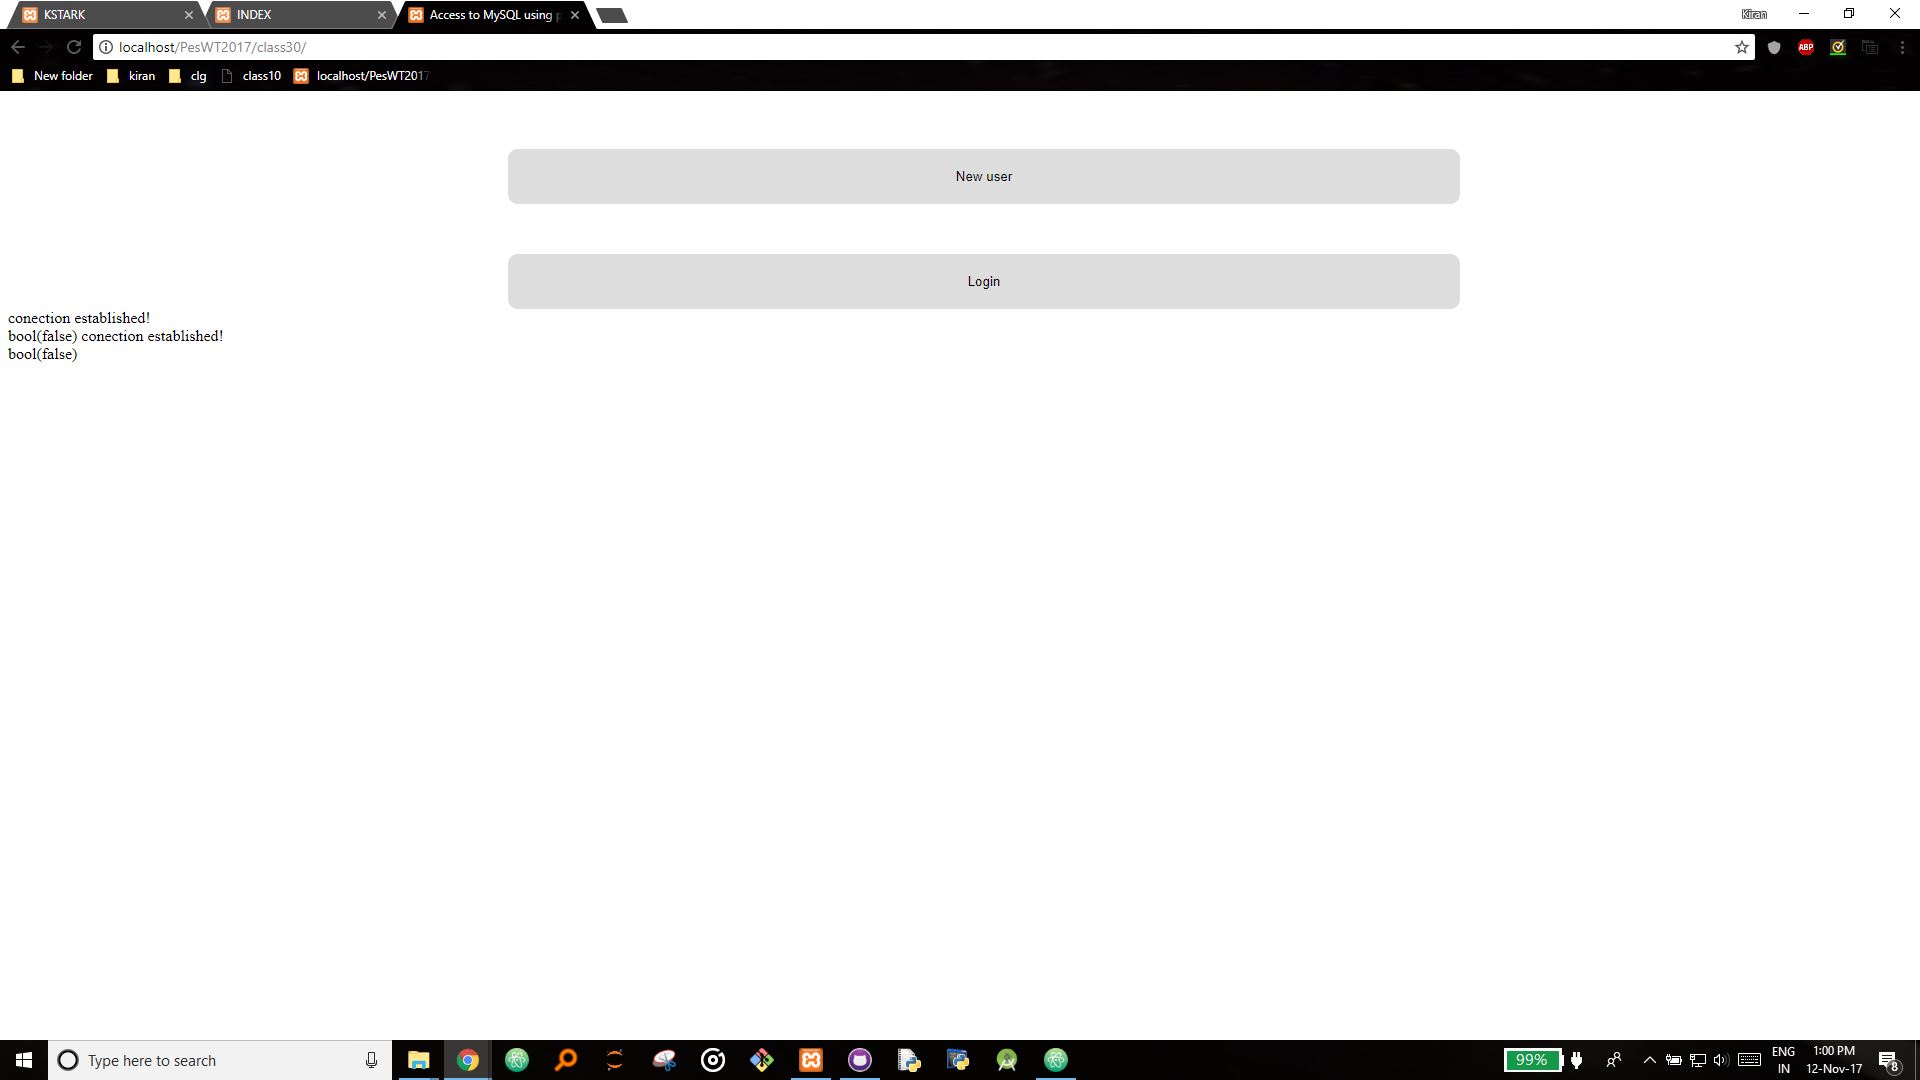 KSTARK
INDEX
Access to MySQL using
Kiran
localhost/PesWT2017/class30/
ABP
New folder
kiran
clg
class10
localhost/PesWT2017
New user
Login
conection established!
bool(false) conection established!
bool(false)
Type here to search
99%
ENG
IN
1:00 PM
12-Nov-17
8